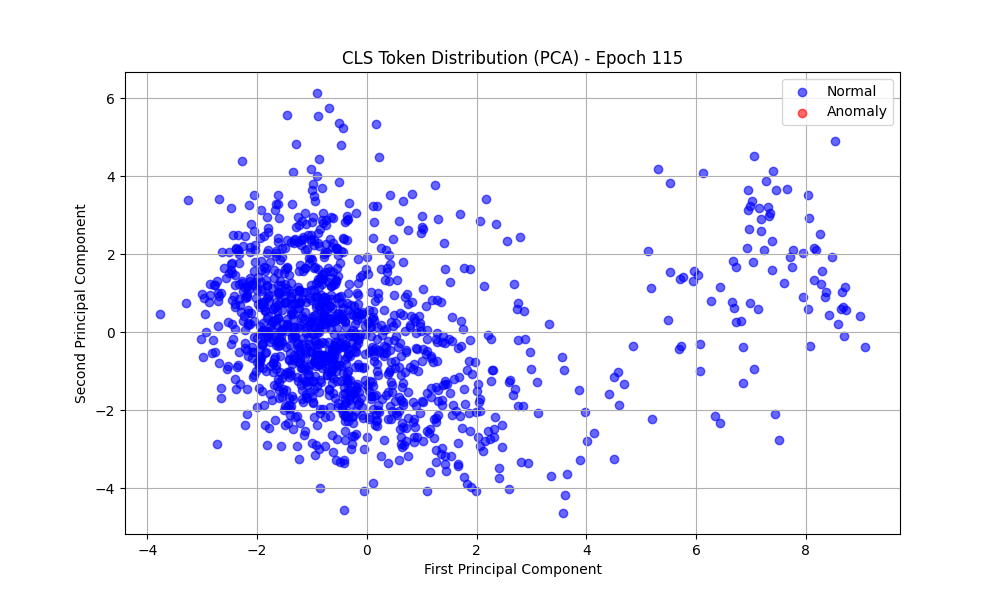 CLS Token Distribution (PCA) - Epoch 115
Normal
Anomaly
Second Principal Component
6
4
2
0
−2
−4
−4
−2
0
2
4
6
8
First Principal Component